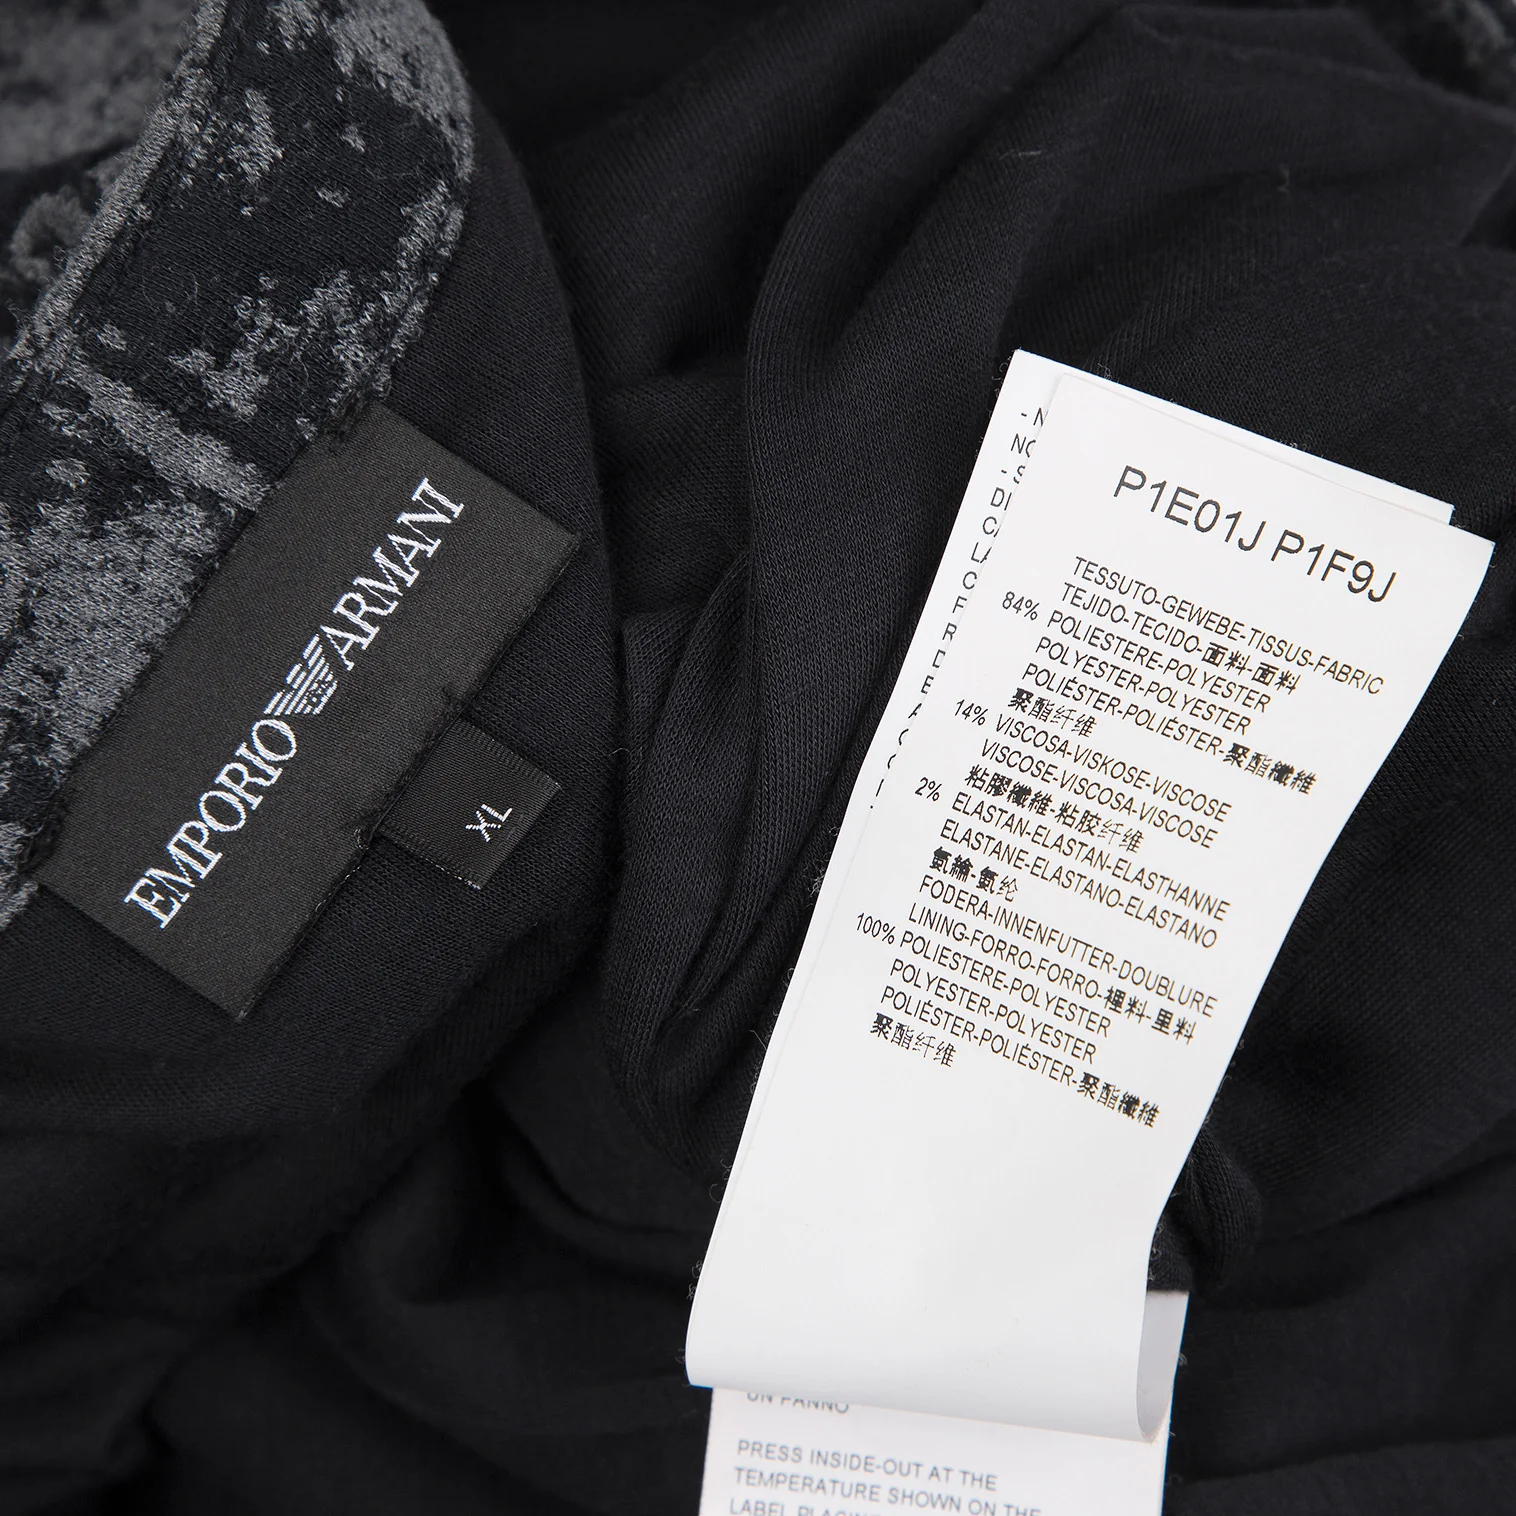 EMPORIO ARMANI
XL
P1E01J P1F9J
TESSUTO-GEWEBE-TISSUS-FABRIC
TEJIDO-TECIDO-面料-面料
84% POLIESTERE-POLYESTER
POLYESTER-POLYESTER
POLIÉSTER-POLIÉSTER-聚酯纖維
聚酯纤维
14% VISCOSA-VISKOSE-VISCOSE
VISCOSE-VISCOSA-VISCOSE
粘膠纖維-粘胶纤维
2% ELASTAN-ELASTAN-ELASTHANNE
ELASTANE-ELASTANO-ELASTANO
氨綸-氨纶
FODERA-INNENFUTTER-DOUBLURE
LINING-FORRO-FORRO-裡料-里料
100% POLIESTERE-POLYESTER
POLYESTER-POLYESTER
POLIÉSTER-POLIÉSTER-聚酯纖維
聚酯纤维
UN PANNO
PRESS INSIDE-OUT AT THE
TEMPERATURE SHOWN ON THE
LABEL PLACING